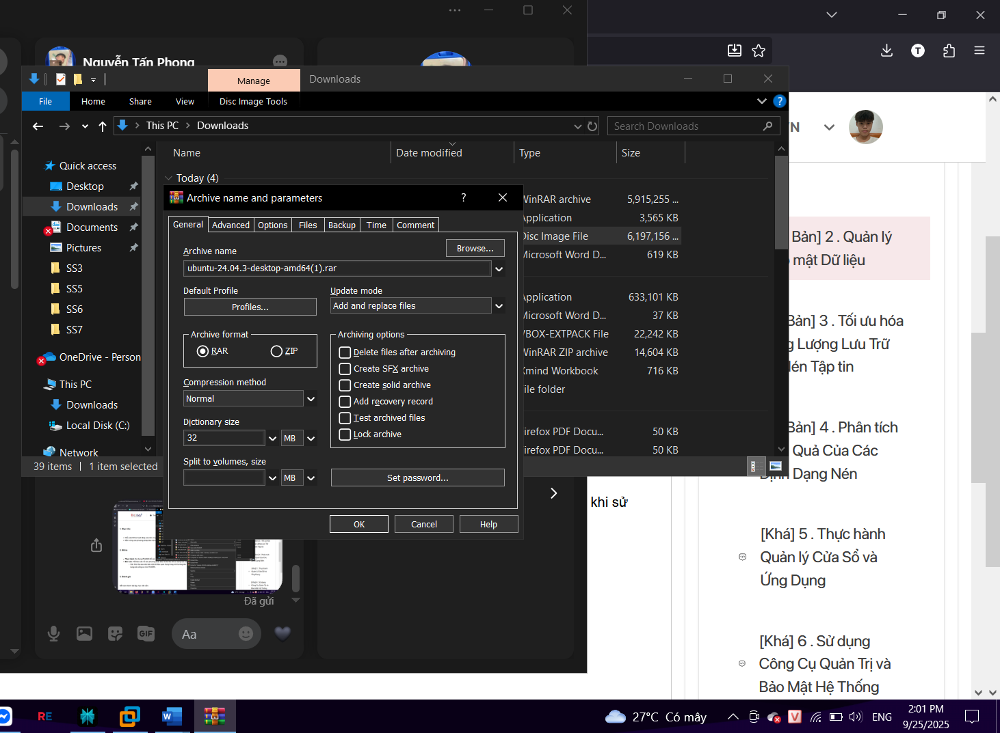 Nguyễn Tấn Phong
Manage
Downloads
File
Home
Share
View
Disc Image Tools
This PC
Downloads
Search Downloads
Name
Date modified
Type
Size
Quick access
Desktop
Downloads
Documents
Pictures
SS3
SS5
SS6
SS7
OneDrive - Person
This PC
Downloads
Local Disk (C:)
Network
39 items
1 item selected
Today (4)
WinRAR archive 5,915,255 ...
Application 3,565 KB
Disc Image File 6,197,156 ...
Microsoft Word D... 619 KB
Application 633,101 KB
Microsoft Word D... 37 KB
VBOX-EXTPACK File 22,242 KB
WinRAR ZIP archive 14,604 KB
Xmind Workbook 716 KB
File folder
Firefox PDF Docu... 50 KB
Firefox PDF Docu... 50 KB
Archive name and parameters
?
General
Advanced
Options
Files
Backup
Time
Comment
Archive name
Browse...
ubuntu-24.04.3-desktop-amd64(1).rar
Default Profile
Profiles...
Update mode
Add and replace files
Archive format
RAR
ZIP
Compression method
Normal
Dictionary size
32
MB
Split to volumes, size
MB
Archiving options
Delete files after archiving
Create SFX archive
Create solid archive
Add recovery record
Test archived files
Lock archive
Set password...
OK
Cancel
Help
Đã gửi
GIF
Aa
T
?
VN
Bản] 2 . Quản lý
mật Dữ liệu
Bản] 3 . Tối ưu hóa
Lượng Lưu Trữ
Nén Tập tin
Bản] 4 . Phân tích
Quả Của Các
Định Dạng Nén
khi sử
[Khá] 5 . Thực hành
Quản lý Cửa Sổ và
Ứng Dụng
[Khá] 6 . Sử dụng
Công Cụ Quản Trị và
Bảo Mật Hệ Thống
RE
W
27°C Có mây
V
ENG
2:01 PM
9/25/2025